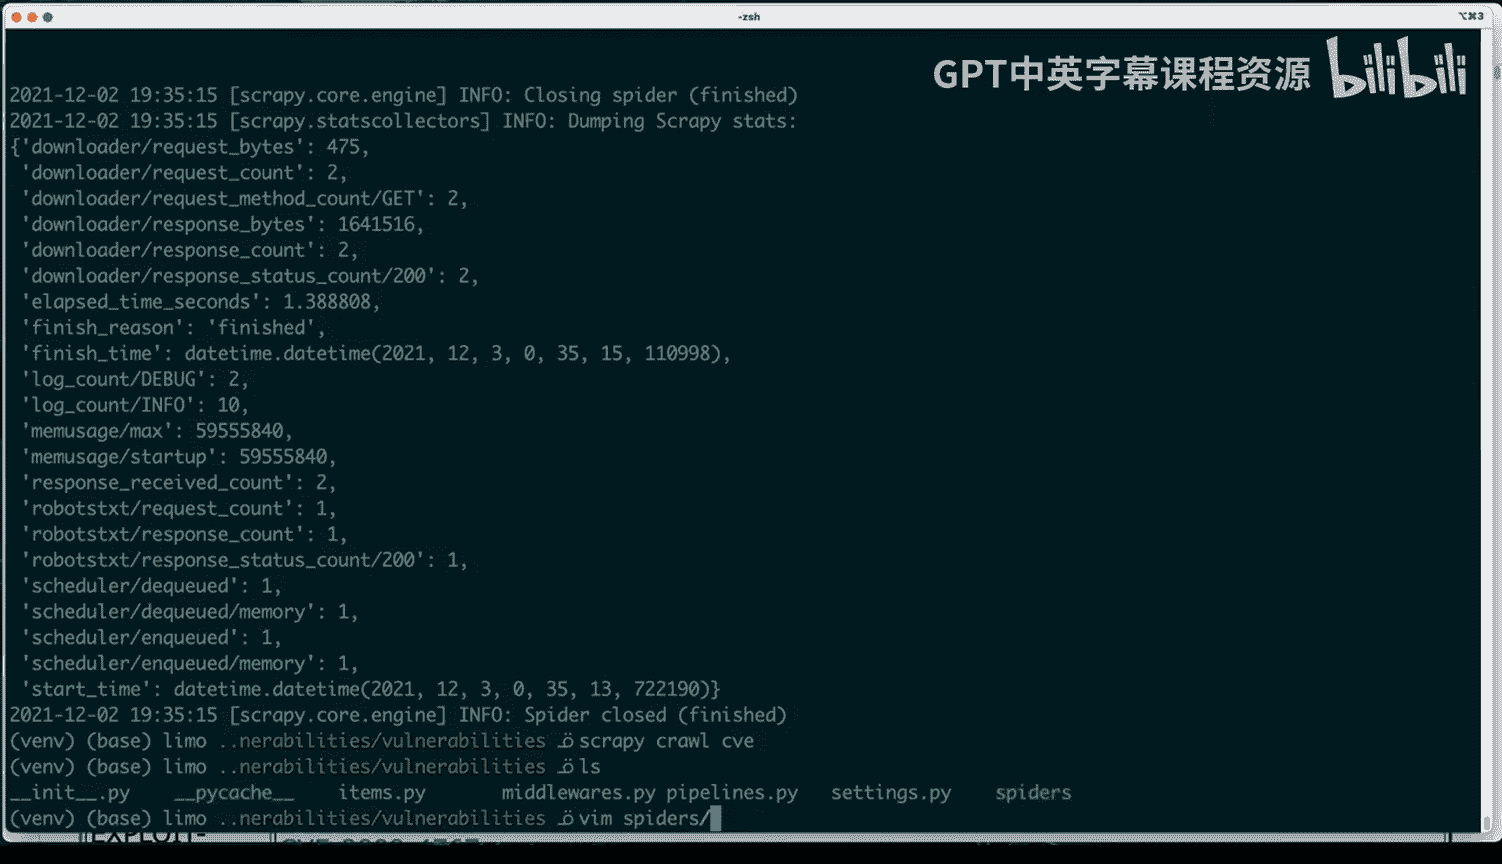 -zsh
⌥⌘3
GPT中英字幕课程资源 bilibili
2021-12-02 19:35:15 [scrapy.core.engine] INFO: Closing spider (finished)
2021-12-02 19:35:15 [scrapy.statscollectors] INFO: Dumping Scrapy stats:
{'downloader/request_bytes': 475,
'downloader/request_count': 2,
'downloader/request_method_count/GET': 2,
'downloader/response_bytes': 1641516,
'downloader/response_count': 2,
'downloader/response_status_count/200': 2,
'elapsed_time_seconds': 1.388808,
'finish_reason': 'finished',
'finish_time': datetime.datetime(2021, 12, 3, 0, 35, 15, 110998),
'log_count/DEBUG': 2,
'log_count/INFO': 10,
'memusage/max': 59555840,
'memusage/startup': 59555840,
'response_received_count': 2,
'robotstxt/request_count': 1,
'robotstxt/response_count': 1,
'robotstxt/response_status_count/200': 1,
'scheduler/dequeued': 1,
'scheduler/dequeued/memory': 1,
'scheduler/enqueued': 1,
'scheduler/enqueued/memory': 1,
'start_time': datetime.datetime(2021, 12, 3, 0, 35, 13, 722190)}
2021-12-02 19:35:15 [scrapy.core.engine] INFO: Spider closed (finished)
(venv) (base) limo ..nerabilities/vulnerabilities scrapy crawl cve
(venv) (base) limo ..nerabilities/vulnerabilities ls
__init__.py __pycache__ items.py middlewares.py pipelines.py settings.py spiders
(venv) (base) limo ..nerabilities/vulnerabilities vim spiders/
EXPLOIT-